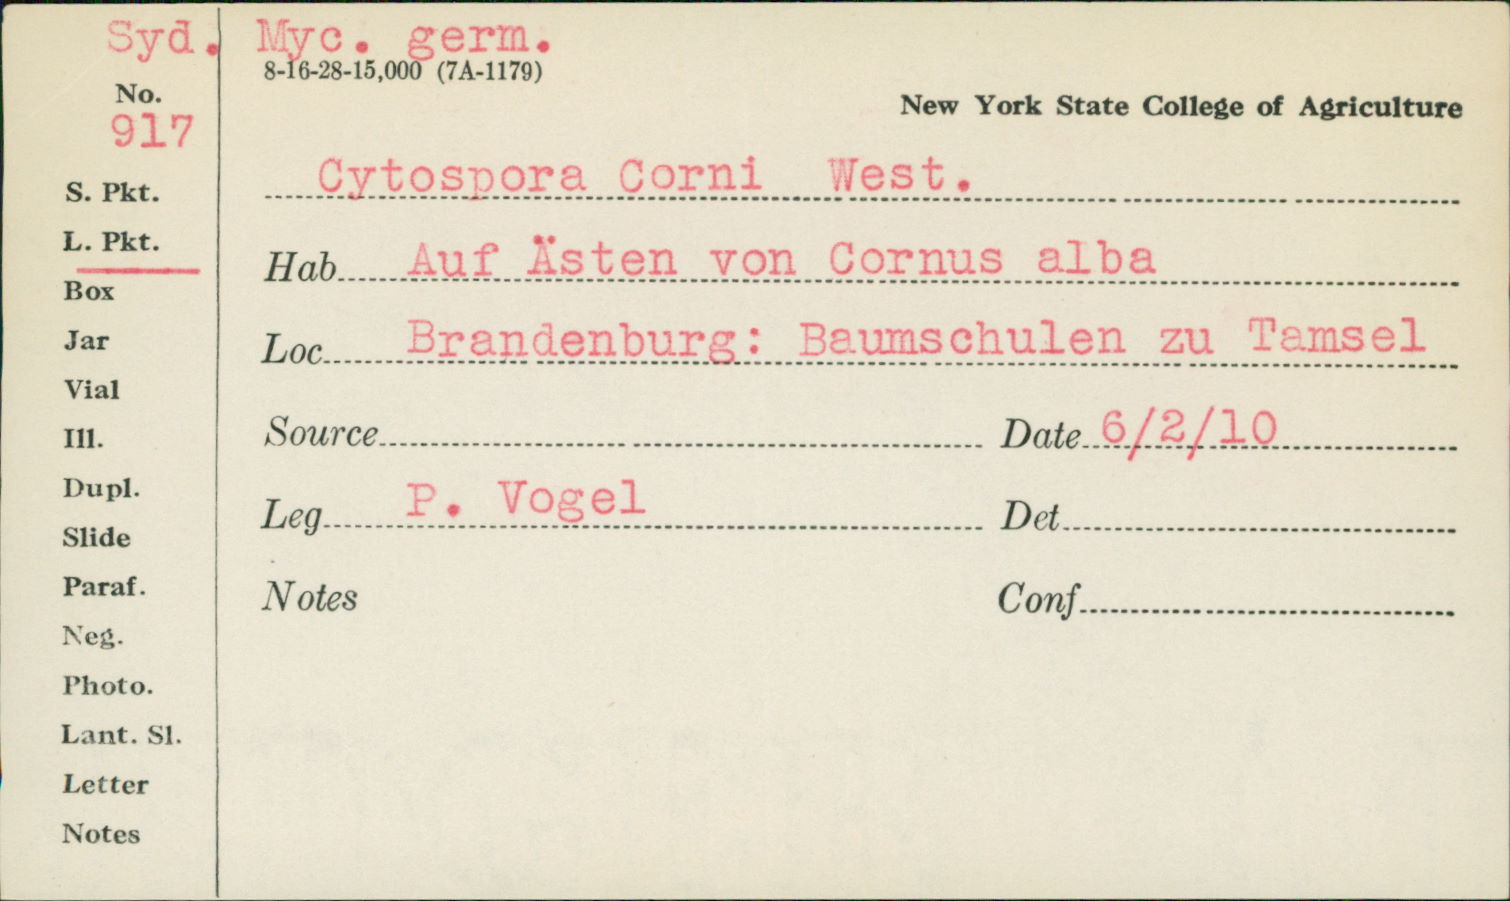 Syd. Myc. germ.
8-16-28-15,000 (7A-1179)
No.
917
New York State College of Agriculture
Cytospora Corni West.
Hab Auf Ästen von Cornus alba
Loc Brandenburg: Baumschulen zu Tamsel
Source Date 6/2/10
Leg P. Vogel Det
Notes Conf
S. Pkt.
L. Pkt.
Box
Jar
Vial
Ill.
Dupl.
Slide
Paraf.
Neg.
Photo.
Lant. Sl.
Letter
Notes